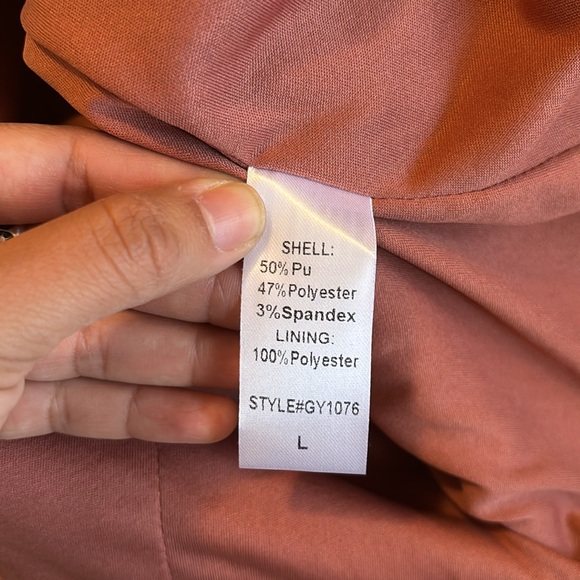 SHELL:
50%Pu
47%Polyester
3%Spandex
LINING:
100%Polyester
STYLE#GY1076
L